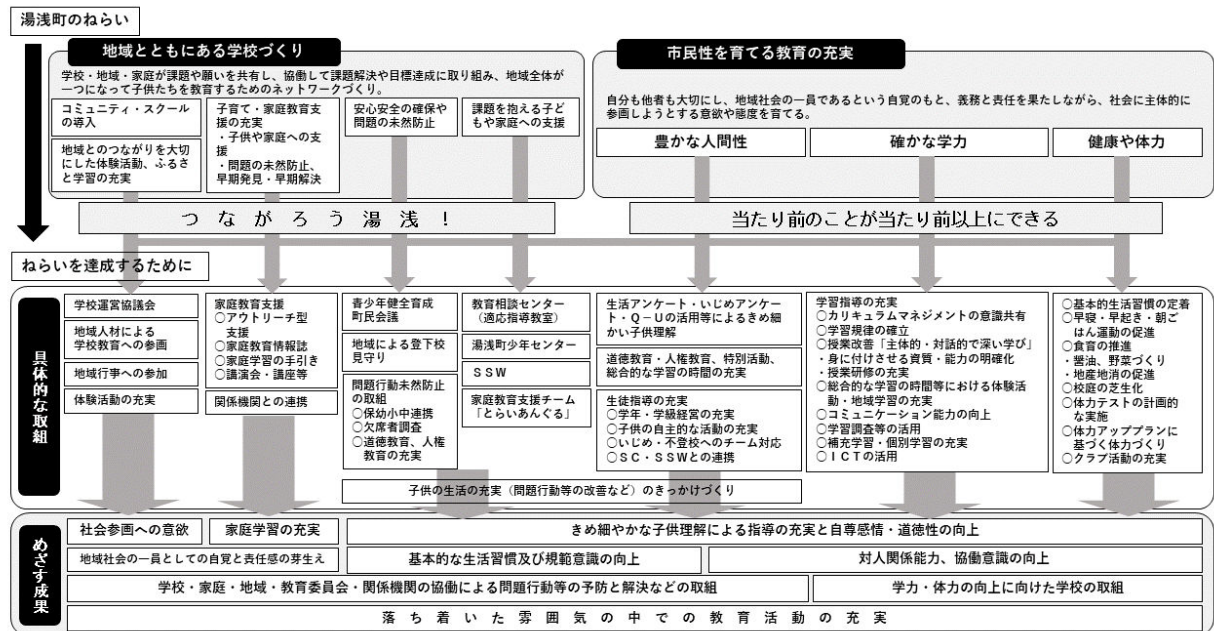 湯浅町のねらい
地域とともにある学校づくり
学校・地域・家庭が課題や願いを共有し、協働して課題解決や目標達成に取り組み、地域全体が
一つになって子供たちを教育するためのネットワークづくり。
コミュニティ・スクール
の導入
地域とのつながりを大切
にした体験活動、ふるさ
と学習の充実
子育て・家庭教育支
援の充実
・子供や家庭への支
援
・問題の未然防止、
早期発見・早期解決
安心安全の確保や
問題の未然防止
課題を抱える子ど
もや家庭への支援
市民性を育てる教育の充実
自分も他者も大切にし、地域社会の一員であるという自覚のもと、義務と責任を果たしながら、社会に主体的に
参画しようとする意欲や態度を育てる。
豊かな人間性
確かな学力
健康や体力
つながろう湯浅!
当たり前のことが当たり前以上にできる
ねらいを達成するために
具体的な取組
学校運営協議会
地域人材による
学校教育への参画
地域行事への参加
体験活動の充実
家庭教育支援
○アウトリーチ型
支援
○家庭教育情報誌
○家庭学習の手引き
○講演会・講座等
関係機関との連携
青少年健全育成
町民会議
地域による登下校
見守り
問題行動未然防止
の取組
○保幼小中連携
○欠席者調査
○道徳教育、人権
教育の充実
教育相談センター
(適応指導教室)
湯浅町少年センター
SSW
家庭教育支援チーム
「とらいあんぐる」
生活アンケート・いじめアンケー
ト・Q-Uの活用等によるきめ細
かい子供理解
道徳教育・人権教育、特別活動、
総合的な学習の時間の充実
生徒指導の充実
○学年・学級経営の充実
○子供の自主的な活動の充実
○いじめ・不登校へのチーム対応
○SC・SSWとの連携
学習指導の充実
○カリキュラムマネジメントの意識共有
○学習規律の確立
○授業改善「主体的・対話的で深い学び」
・身に付けさせる資質・能力の明確化
・授業研修の充実
○総合的な学習の時間等における体験活
動・地域学習の充実
○コミュニケーション能力の向上
○学習調査等の活用
○補充学習・個別学習の充実
○ICTの活用
○基本的生活習慣の定着
○早寝・早起き・朝ご
はん運動の促進
○食育の推進
・醤油、野菜づくり
・地産地消の促進
○校庭の芝生化
○体力テストの計画的
な実施
○体力アッププランに
基づく体力づくり
○クラブ活動の充実
子供の生活の充実(問題行動等の改善など)のきっかけづくり
めざす成果
社会参画への意欲
家庭学習の充実
きめ細やかな子供理解による指導の充実と自尊感情・道徳性の向上
地域社会の一員としての自覚と責任感の芽生え
基本的な生活習慣及び規範意識の向上
対人関係能力、協働意識の向上
学校・家庭・地域・教育委員会・関係機関の協働による問題行動等の予防と解決などの取組
学力・体力の向上に向けた学校の取組
落ち着いた雰囲気の中での教育活動の充実